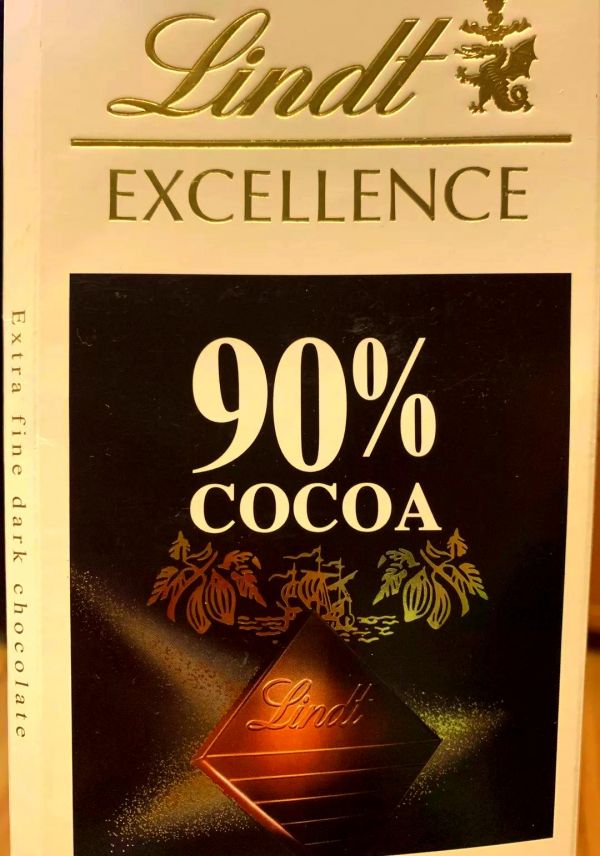 Lindt
EXCELLENCE
90%
COCOA
Lindt
Extra fine dark chocolate